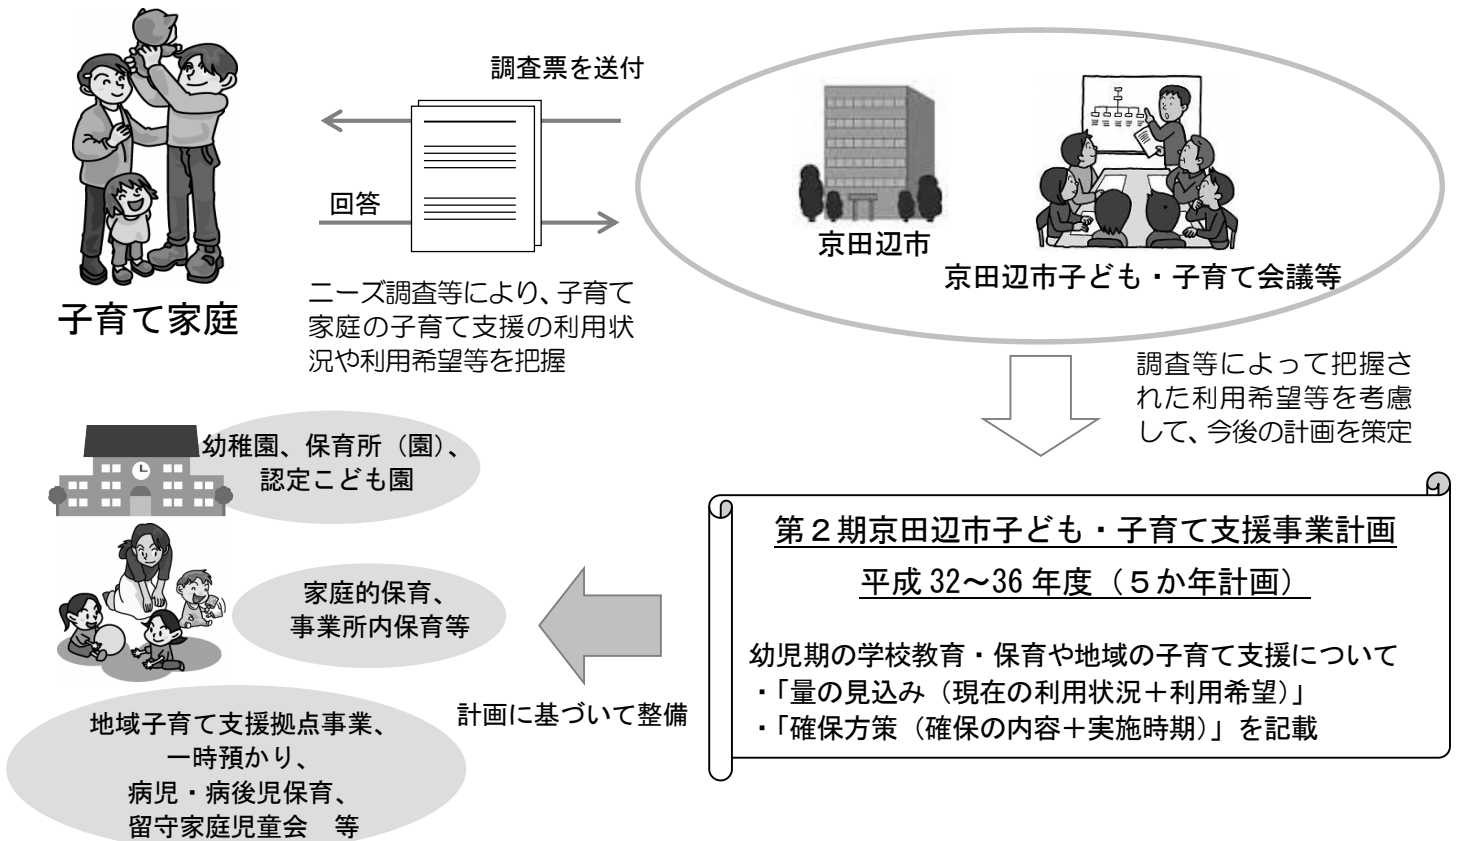 調査票を送付
回答
子育て家庭
ニーズ調査等により、子育て
家庭の子育て支援の利用状
況や利用希望等を把握
京田辺市
京田辺市子ども・子育て会議等
調査等によって把握さ
れた利用希望等を考慮
して、今後の計画を策定
第２期京田辺市子ども・子育て支援事業計画
平成 32～36 年度（５か年計画）
幼児期の学校教育・保育や地域の子育て支援について
・「量の見込み（現在の利用状況＋利用希望）」
・「確保方策（確保の内容＋実施時期）」を記載
計画に基づいて整備
幼稚園、保育所（園）、
認定こども園
家庭的保育、
事業所内保育等
地域子育て支援拠点事業、
一時預かり、
病児・病後児保育、
留守家庭児童会　等